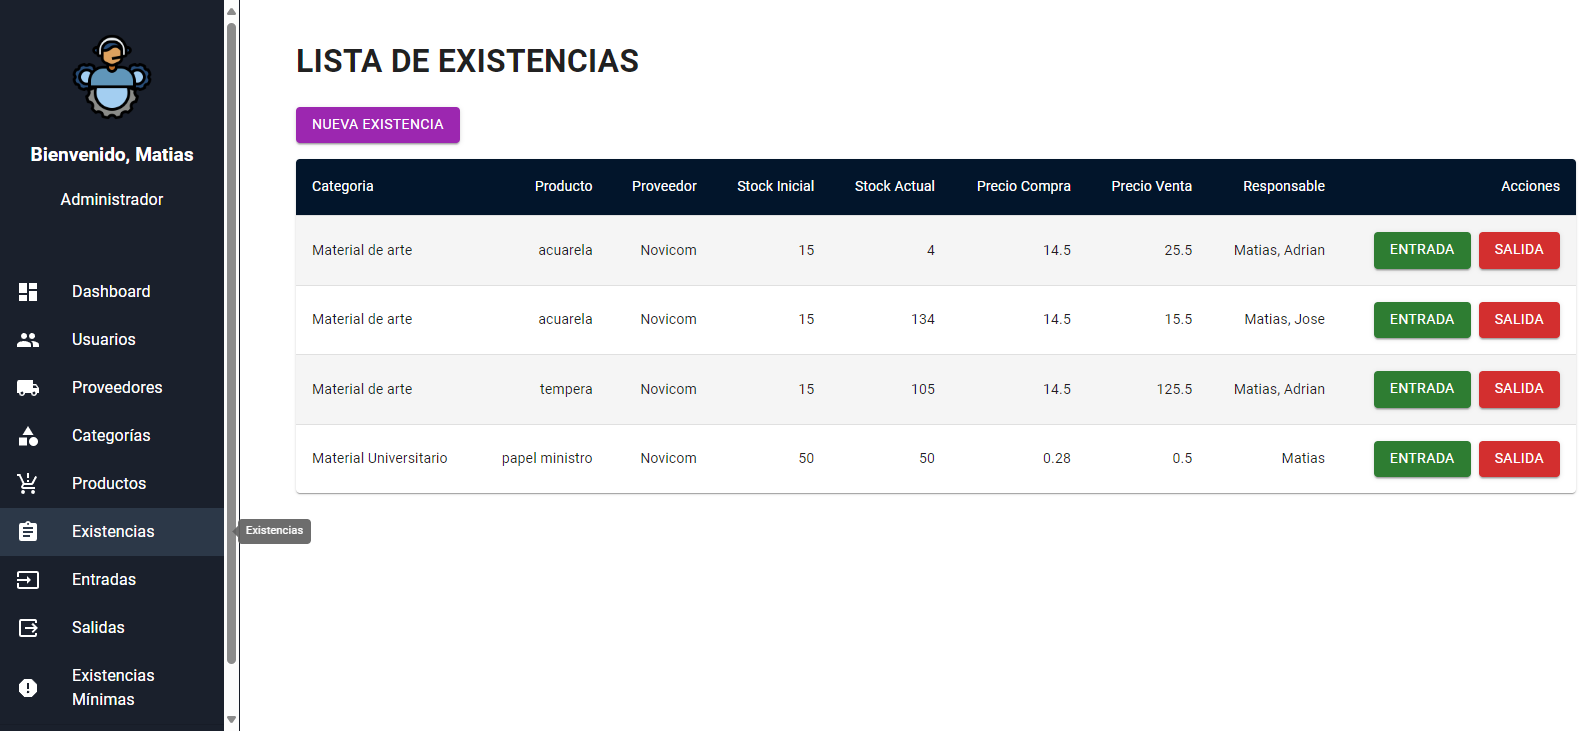 Bienvenido, Matias
Administrador
Dashboard
Usuarios
Proveedores
Categorías
Productos
Existencias
Entradas
Salidas
Existencias
Mínimas
Existencias
LISTA DE EXISTENCIAS
NUEVA EXISTENCIA
Categoria Producto Proveedor Stock Inicial Stock Actual Precio Compra Precio Venta Responsable Acciones
Material de arte acuarela Novicom 15 4 14.5 25.5 Matias, Adrian ENTRADA SALIDA
Material de arte acuarela Novicom 15 134 14.5 15.5 Matias, Jose ENTRADA SALIDA
Material de arte tempera Novicom 15 105 14.5 125.5 Matias, Adrian ENTRADA SALIDA
Material Universitario papel ministro Novicom 50 50 0.28 0.5 Matias ENTRADA SALIDA